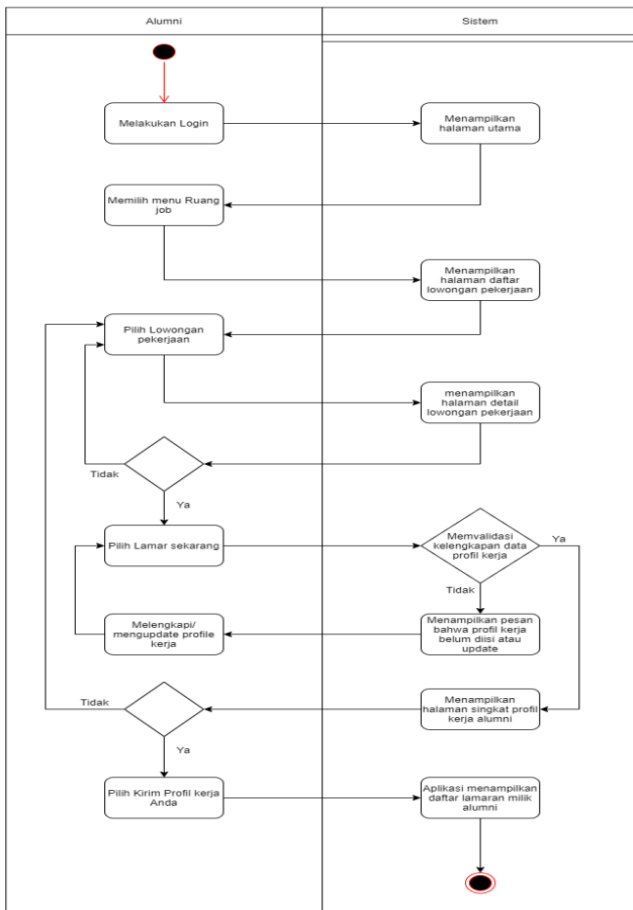 Alumni
Sistem
Melakukan Login
Menampilkan
halaman utama
Memilih menu Ruang
job
Menampilkan
halaman daftar
lowongan pekerjaan
Pilih Lowongan
pekerjaan
menampilkan
halaman detail
lowongan pekerjaan
Tidak
Ya
Pilih Lamar sekarang
Memvalidasi
kelengkapan data
profil kerja
Ya
Tidak
Melengkapi/
mengupdate profile
kerja
Menampilkan pesan
bahwa profil kerja
belum diisi atau
update
Menampilkan
halaman singkat profil
kerja alumni
Tidak
Ya
Pilih Kirim Profil kerja
Anda
Aplikasi menampilkan
daftar lamaran milik
alumni